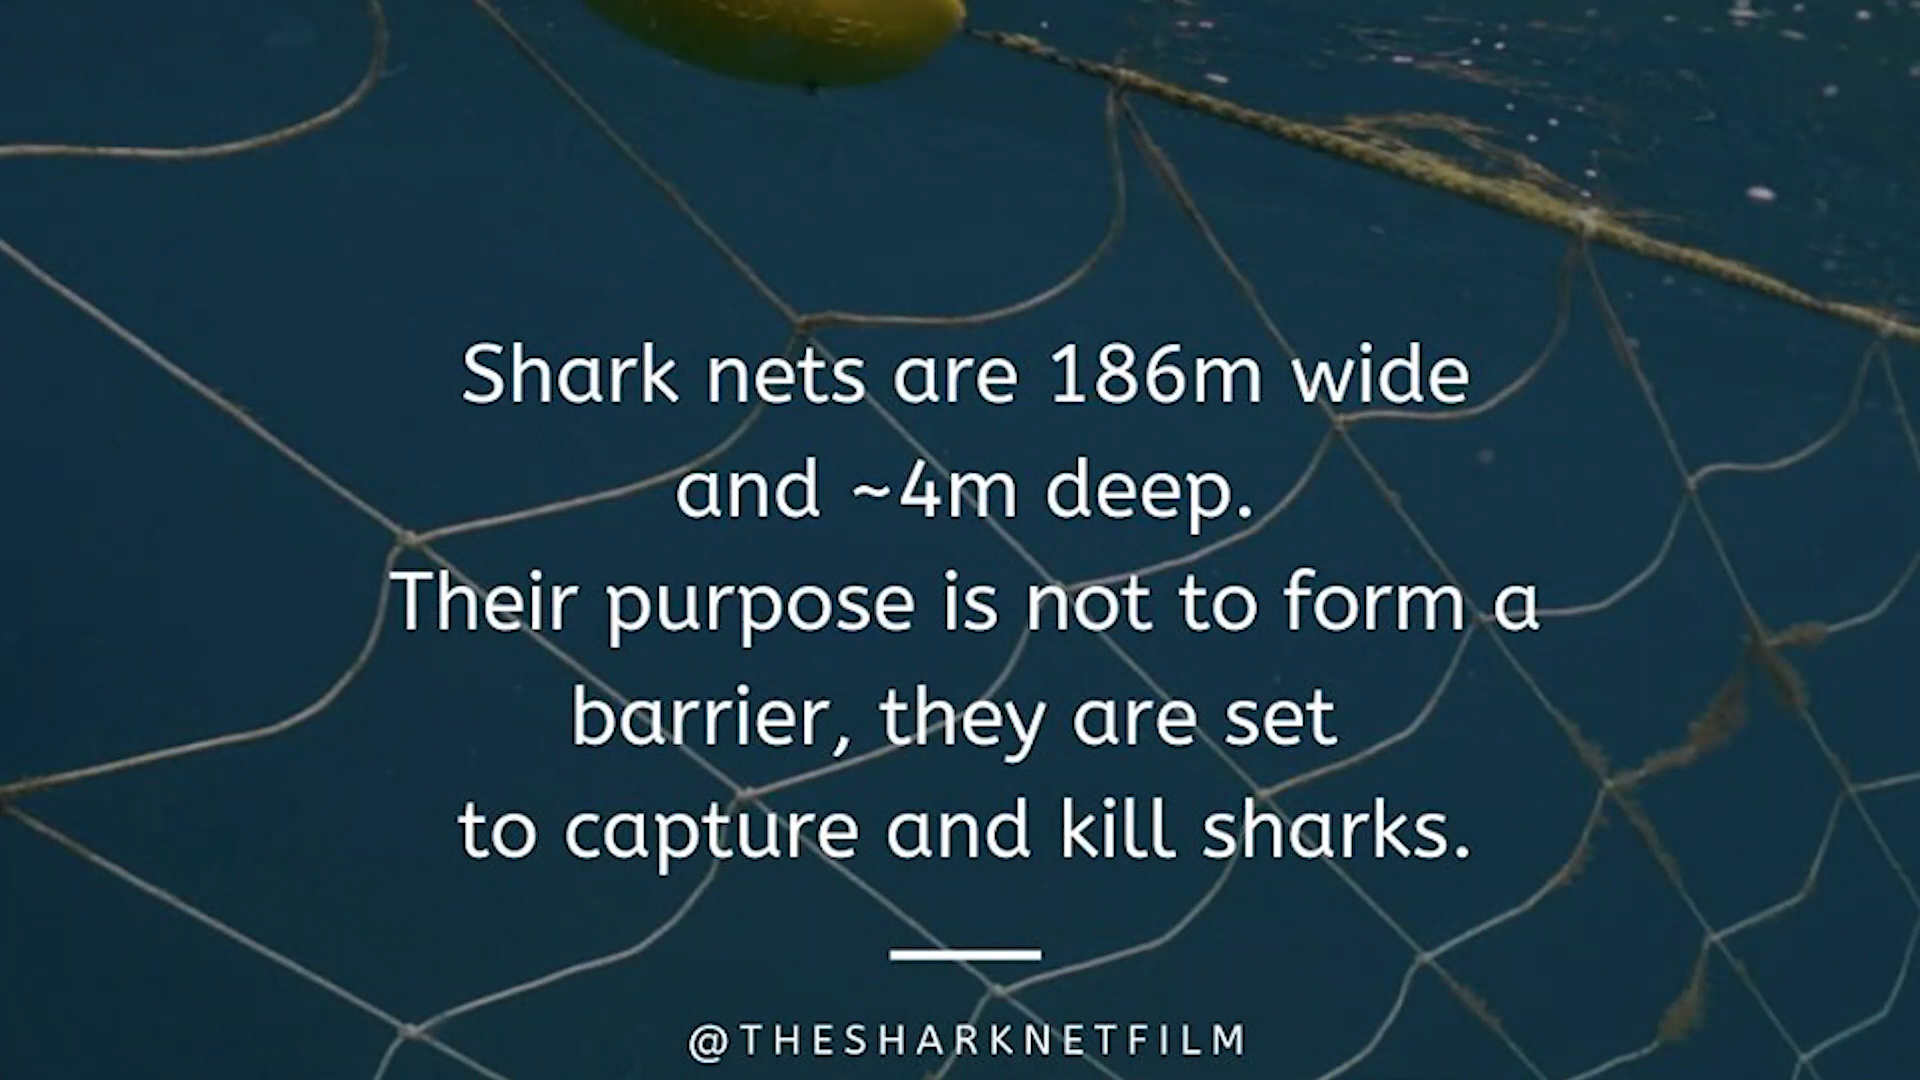 Shark nets are 186m wide
and ~4m deep.
Their purpose is not to form a
barrier, they are set
to capture and kill sharks.
@THESHARKNETFILM